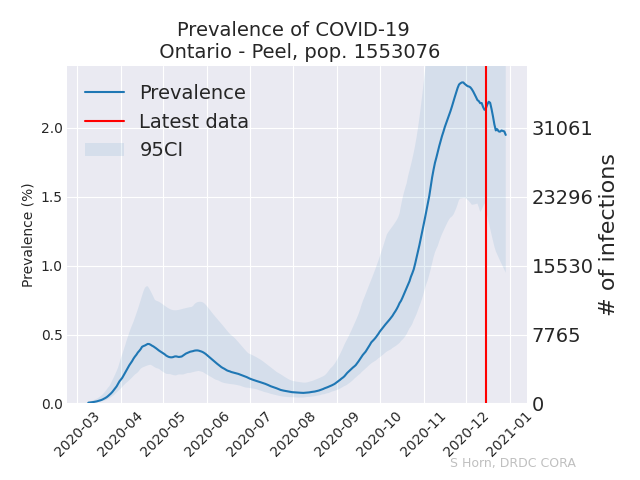 Prevalence of COVID-19
Ontario - Peel, pop. 1553076
Prevalence
Latest data
95CI
Prevalence (%)
2.0
1.5
1.0
0.5
0.0
31061
23296
15530
7765
0
# of infections
2020-03
2020-04
2020-05
2020-06
2020-07
2020-08
2020-09
2020-10
2020-11
2020-12
2021-01
S Horn, DRDC CORA